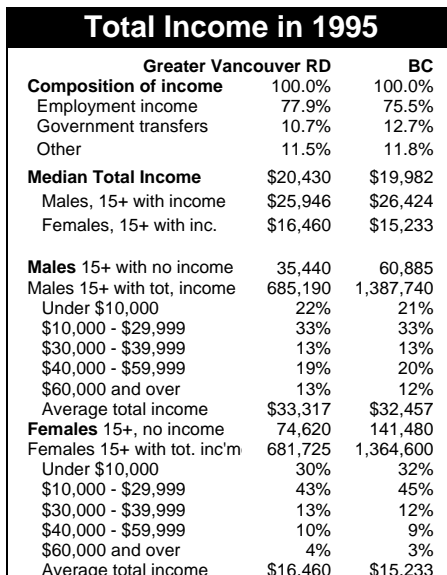 Total Income in 1995
Greater Vancouver RD BC
Composition of income 100.0% 100.0%
Employment income 77.9% 75.5%
Government transfers 10.7% 12.7%
Other 11.5% 11.8%
Median Total Income $20,430 $19,982
Males, 15+ with income $25,946 $26,424
Females, 15+ with inc. $16,460 $15,233
Males 15+ with no income 35,440 60,885
Males 15+ with tot, income 685,190 1,387,740
Under $10,000 22% 21%
$10,000 - $29,999 33% 33%
$30,000 - $39,999 13% 13%
$40,000 - $59,999 19% 20%
$60,000 and over 13% 12%
Average total income $33,317 $32,457
Females 15+, no income 74,620 141,480
Females 15+ with tot. inc'm 681,725 1,364,600
Under $10,000 30% 32%
$10,000 - $29,999 43% 45%
$30,000 - $39,999 13% 12%
$40,000 - $59,999 10% 9%
$60,000 and over 4% 3%
Average total income $16,460 $15,233